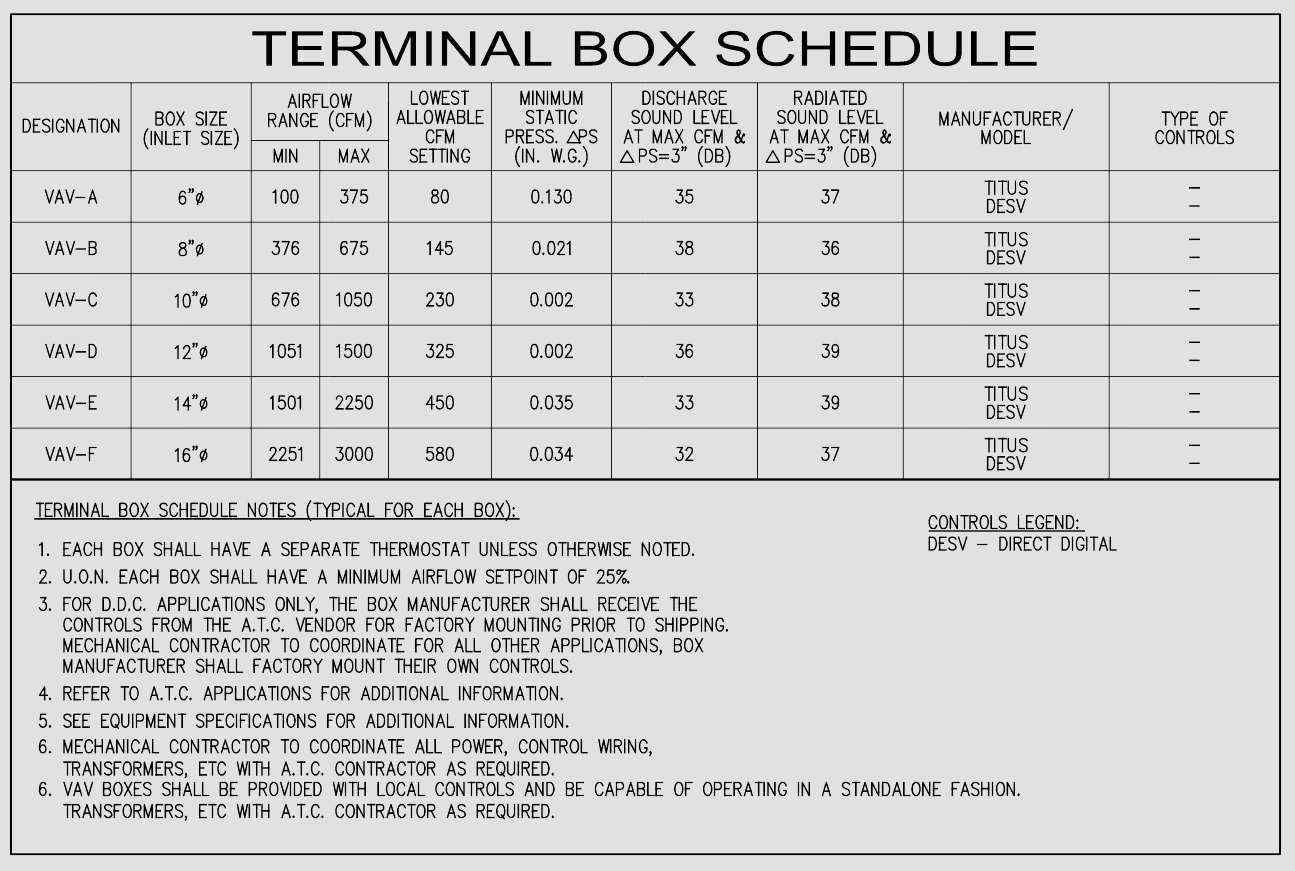 TERMINAL BOX SCHEDULE
DESIGNATION
BOX SIZE
(INLET SIZE)
AIRFLOW
RANGE (CFM)
MIN
MAX
LOWEST
ALLOWABLE
CFM
SETTING
MINIMUM
STATIC
PRESS. △PS
(IN. W.G.)
DISCHARGE
SOUND LEVEL
AT MAX CFM &
△PS=3" (DB)
RADIATED
SOUND LEVEL
AT MAX CFM &
△PS=3" (DB)
MANUFACTURER/
MODEL
TYPE OF
CONTROLS
VAV-A 6"ø 100 375 80 0.130 35 37 TITUS –
DESV –
VAV-B 8"ø 376 675 145 0.021 38 36 TITUS –
DESV –
VAV-C 10"ø 676 1050 230 0.002 33 38 TITUS –
DESV –
VAV-D 12"ø 1051 1500 325 0.002 36 39 TITUS –
DESV –
VAV-E 14"ø 1501 2250 450 0.035 33 39 TITUS –
DESV –
VAV-F 16"ø 2251 3000 580 0.034 32 37 TITUS –
DESV –
TERMINAL BOX SCHEDULE NOTES (TYPICAL FOR EACH BOX):
1. EACH BOX SHALL HAVE A SEPARATE THERMOSTAT UNLESS OTHERWISE NOTED.
2. U.O.N. EACH BOX SHALL HAVE A MINIMUM AIRFLOW SETPOINT OF 25%.
3. FOR D.D.C. APPLICATIONS ONLY, THE BOX MANUFACTURER SHALL RECEIVE THE
CONTROLS FROM THE A.T.C. VENDOR FOR FACTORY MOUNTING PRIOR TO SHIPPING.
MECHANICAL CONTRACTOR TO COORDINATE FOR ALL OTHER APPLICATIONS, BOX
MANUFACTURER SHALL FACTORY MOUNT THEIR OWN CONTROLS.
4. REFER TO A.T.C. APPLICATIONS FOR ADDITIONAL INFORMATION.
5. SEE EQUIPMENT SPECIFICATIONS FOR ADDITIONAL INFORMATION.
6. MECHANICAL CONTRACTOR TO COORDINATE ALL POWER, CONTROL WIRING,
TRANSFORMERS, ETC WITH A.T.C. CONTRACTOR AS REQUIRED.
6. VAV BOXES SHALL BE PROVIDED WITH LOCAL CONTROLS AND BE CAPABLE OF OPERATING IN A STANDALONE FASHION.
TRANSFORMERS, ETC WITH A.T.C. CONTRACTOR AS REQUIRED.
CONTROLS LEGEND:
DESV – DIRECT DIGITAL